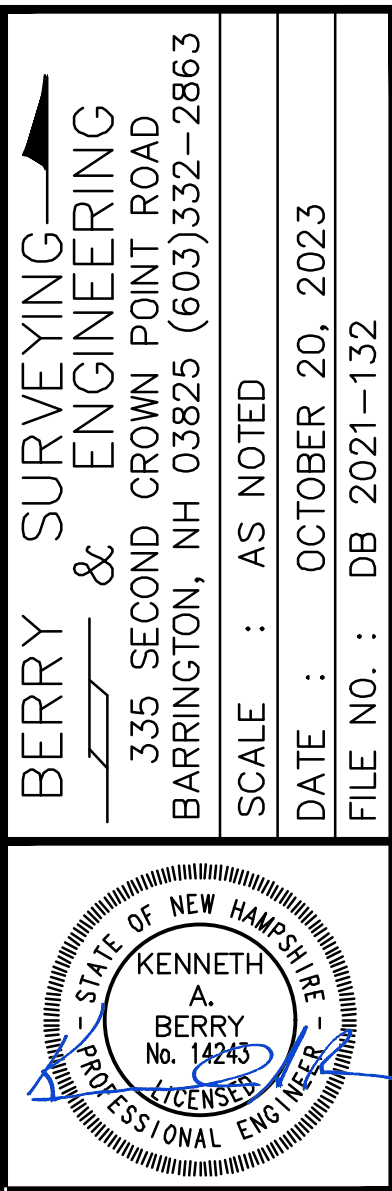 BERRY SURVEYING
& ENGINEERING
335 SECOND CROWN POINT ROAD
BARRINGTON, NH 03825 (603)332-2863
SCALE : AS NOTED
DATE : OCTOBER 20, 2023
FILE NO. : DB 2021-132
- STATE OF NEW HAMPSHIRE -
KENNETH
A.
BERRY
No. 14243
LICENSED
PROFESSIONAL ENGINEER